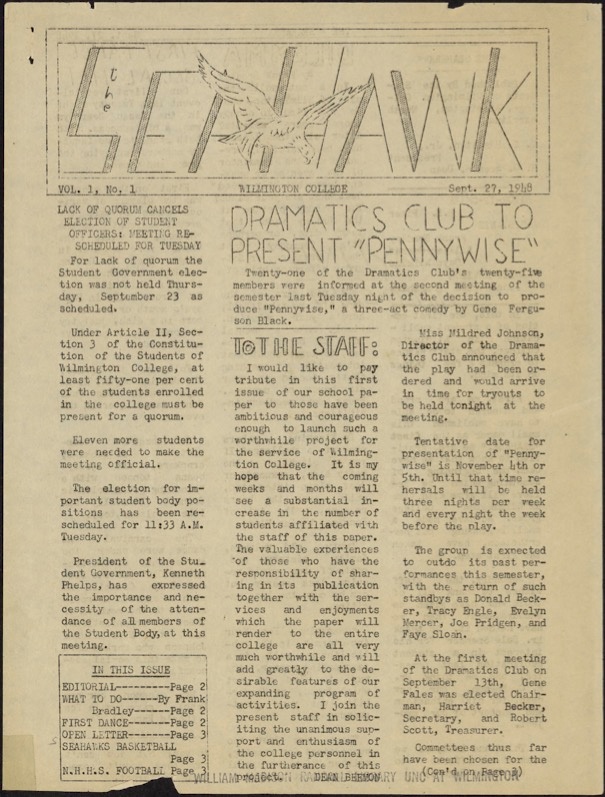 the
SEAHAWK
VOL. 1, No, 1 WILMINGTON COLLEGE Sept. 27, 1948
LACK OF QUORUM CANCELS
ELECTION OF STUDENT
OFFICERS: MEETING RE-
SCHEDULED FOR TUESDAY
For lack of quorum the
Student Government elec-
tion was not held Thurs-
day, September 23 as
scheduled.
Under Article II, Sec-
tion 3 of the Constitu-
tion of the Students of
Wilmington College, at
least fifty-one per cent
of the students enrolled
in the college must be
present for a quorum.
Eleven more students
were needed to make the
meeting official.
The election for im-
portant student body po-
sitions has been re-
scheduled for 11:33 A.M.
Tuesday.
President of the Stu-
dent Government, Kenneth
Phelps, has expressed
the importance and ne-
cessity of the atten-
dance of all members of
the Student Body, at this
meeting.
IN THIS ISSUE
EDITORIAL--------Page 2
WHAT TO DO------By Frank
Bradley-----Page 2
FIRST DANCE------Page 2
OPEN LETTER------Page 3
SEAHAWKS BASKETBALL
Page 3
N.H.H.S. FOOTBALL Page 3
DRAMATICS CLUB TO
PRESENT "PENNYWISE"
Twenty-one of the Dramatics Club's twenty-five
members were informed at the second meeting of the
semester last Tuesday night of the decision to pro-
duce "Pennywise," a three-act comedy by Gene Fergu-
son Black.
TO THE STAFF:
I would like to pay
tribute in this first
issue of our school pa-
per to those have been
ambitious and courageous
enough to launch such a
worthwhile project for
the service of Wilming-
tion College. It is my
hope that the coming
weeks and months will
see a substantial in-
crease in the number of
students affiliated with
the staff of this paper.
The valuable experiences
of those who have the
responsibility of shar-
ing in its publication
together with the ser-
vices and enjoyments
which the paper will
render to the entire
college are all very
much worthwhile and will
add greatly to the de-
sirable features of our
expanding program of
activities. I join the
present staff in solic-
iting the unanimous sup-
port and enthusiasm of
the college personnel in
the furtherance of this
project. DEAN BERMON
Miss Mildred Johnson,
Director of the Drama-
tics Club announced that
the play had been or-
dered and would arrive
in time for tryouts to
be held tonight at the
meeting.
Tentative date for
presentation of "Penny-
wise" is November 4th or
5th. Until that time re-
hersals will be held
three nights per week
and every night the week
before the play.
The group is expected
to outdo its past per-
formances this semester,
with the return of such
standbys as Donald Beck-
er, Tracy Engle, Evelyn
Mercer, Joe Pridgen, and
Faye Sloan.
At the first meeting
of the Dramatics Club on
September 13th, Gene
Fales was elected Chair-
man, Harriet Becker,
Secretary, and Robert
Scott, Treasurer.
Committees thus far
have been chosen for the
(Con'd on Page 3)
WILLIAM RANDALL LIBRARY UNC AT WILMINGTON